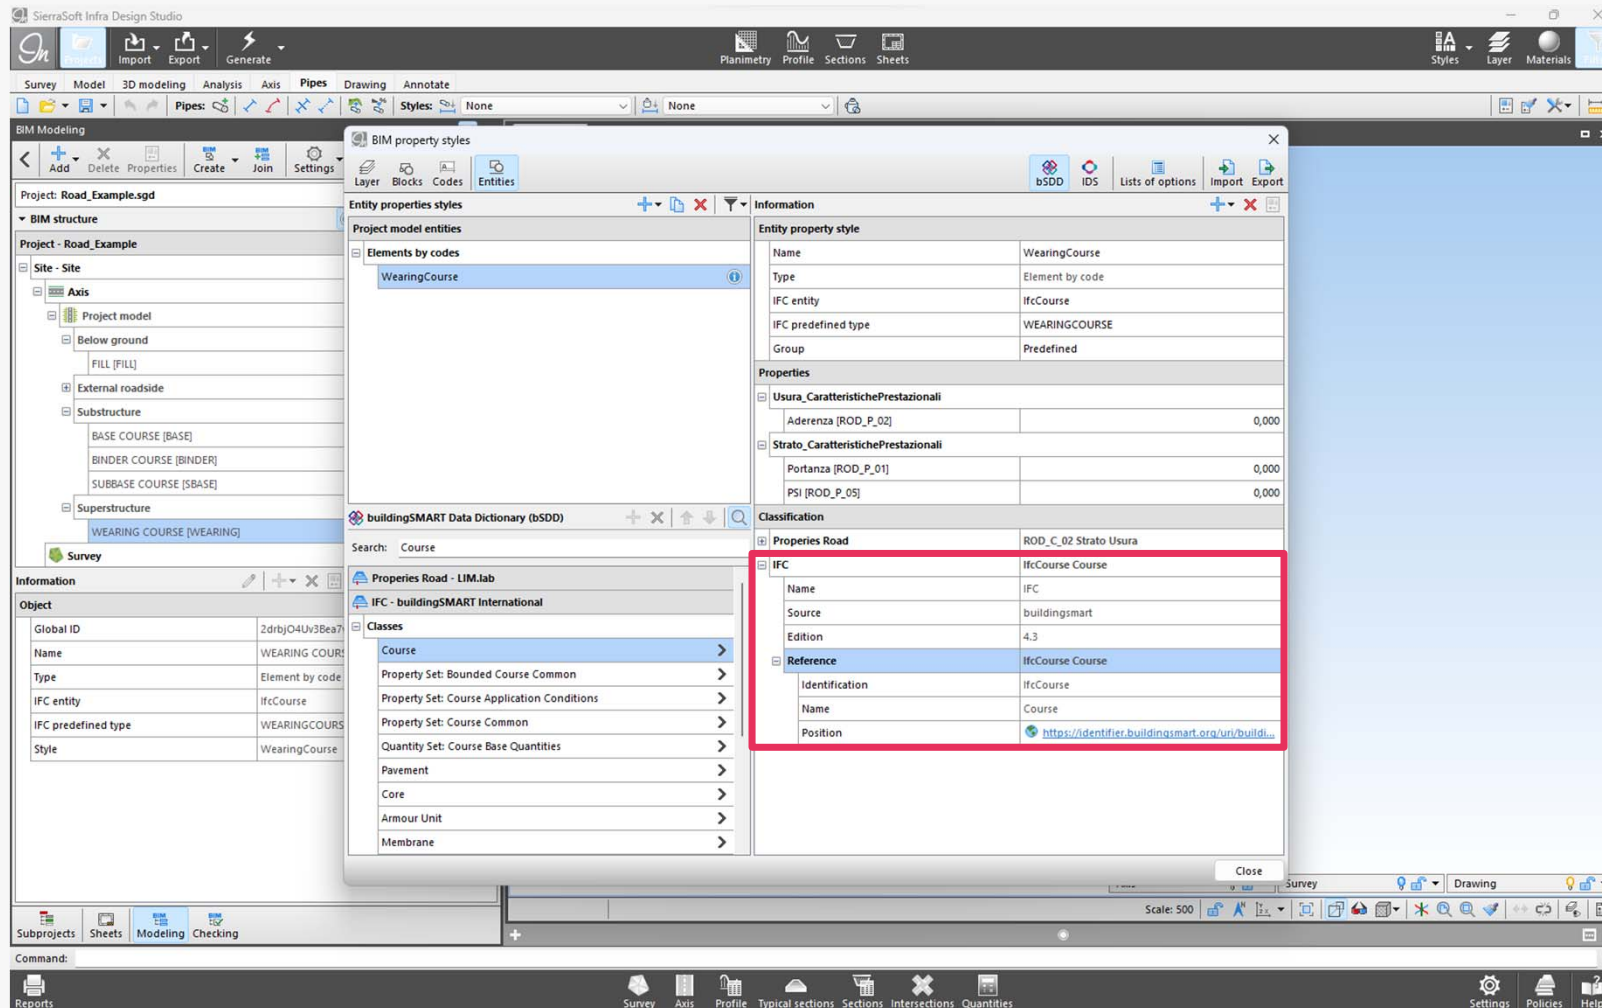 SierraSoft Infra Design Studio
Import
Export
Generate
Planimetry
Profile
Sections
Sheets
Styles
Layer
Materials
Survey
Model
3D modeling
Analysis
Axis
Pipes
Drawing
Annotate
Pipes:
Styles:
None
None
BIM Modeling
Add
Delete
Properties
Create
Join
Settings
Project: Road_Example.sgd
BIM structure
Project - Road_Example
Site - Site
Axis
Project model
Below ground
FILL [FILL]
External roadside
Substructure
BASE COURSE [BASE]
BINDER COURSE [BINDER]
SUBBASE COURSE [SBASE]
Superstructure
WEARING COURSE [WEARING]
Survey
Information
Object
Global ID
2drbjO4Uv3Bea7
Name
WEARING COURS
Type
Element by code
IFC entity
IfcCourse
IFC predefined type
WEARINGCOURS
Style
WearingCourse
Subprojects
Sheets
Modeling
Checking
BIM property styles
Layer
Blocks
Codes
Entities
bSDD
IDS
Lists of options
Import
Export
Entity properties styles
Project model entities
Elements by codes
WearingCourse
buildingSMART Data Dictionary (bSDD)
Search: Course
Properies Road - LIM.lab
IFC - buildingSMART International
Classes
Course
Property Set: Bounded Course Common
Property Set: Course Application Conditions
Property Set: Course Common
Quantity Set: Course Base Quantities
Pavement
Core
Armour Unit
Membrane
Information
Entity property style
Name
WearingCourse
Type
Element by code
IFC entity
IfcCourse
IFC predefined type
WEARINGCOURSE
Group
Predefined
Properties
Usura_CaratteristichePrestazionali
Aderenza [ROD_P_02]
0,000
Strato_CaratteristichePrestazionali
Portanza [ROD_P_01]
0,000
PSI [ROD_P_05]
0,000
Classification
Properies Road
ROD_C_02 Strato Usura
IFC
IfcCourse Course
Name
IFC
Source
buildingsmart
Edition
4.3
Reference
IfcCourse Course
Identification
IfcCourse
Name
Course
Position
https://identifier.buildingsmart.org/uri/buildi...
Close
Survey
Drawing
Scale: 500
Command:
Reports
Survey
Axis
Profile
Typical sections
Sections
Intersections
Quantities
Settings
Policies
Help